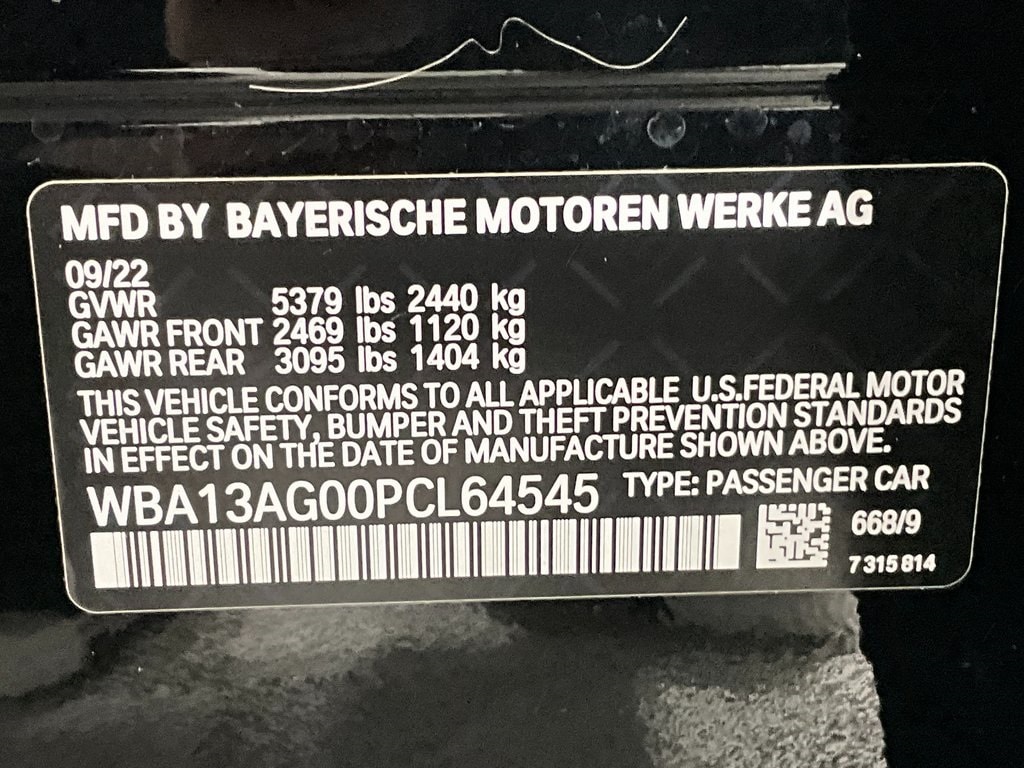 MFD BY BAYERISCHE MOTOREN WERKE AG
09/22
GVWR 5379 lbs 2440 kg
GAWR FRONT 2469 lbs 1120 kg
GAWR REAR 3095 lbs 1404 kg
THIS VEHICLE CONFORMS TO ALL APPLICABLE U.S.FEDERAL MOTOR
VEHICLE SAFETY, BUMPER AND THEFT PREVENTION STANDARDS
IN EFFECT ON THE DATE OF MANUFACTURE SHOWN ABOVE.
WBA13AG00PCL64545 TYPE: PASSENGER CAR
668/9
7 315 814